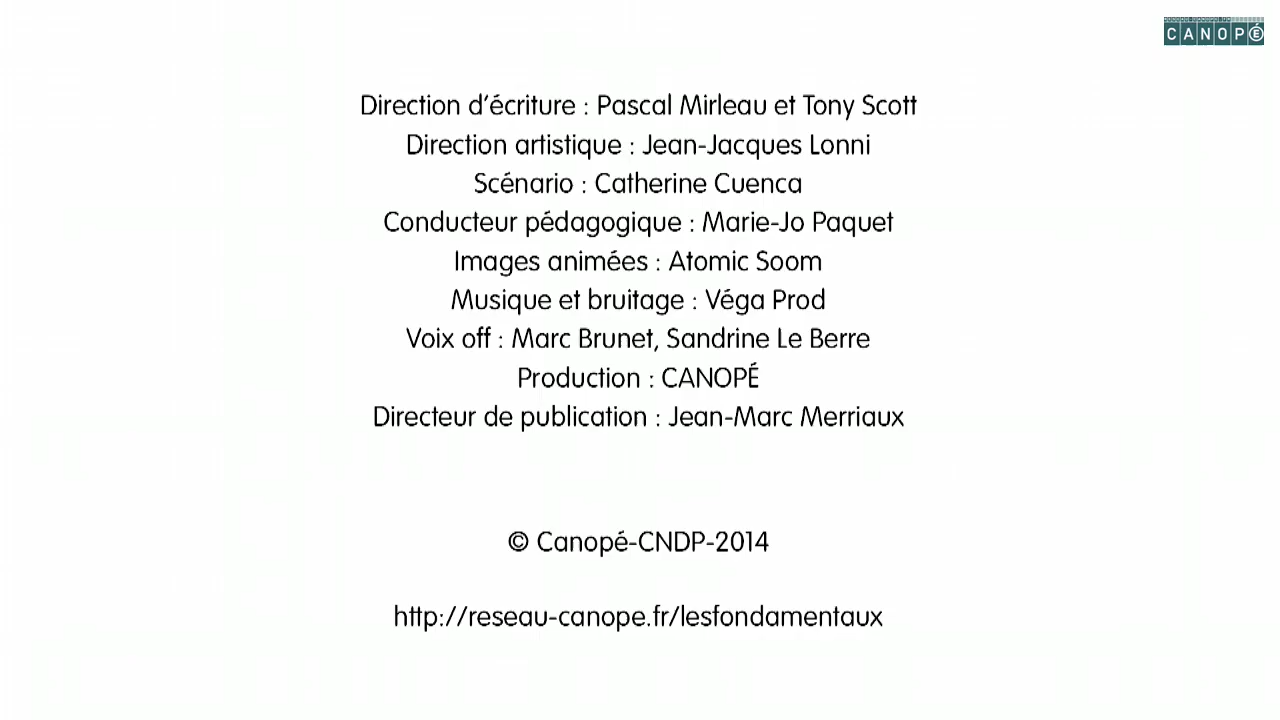 CANOPÉ
Direction d'écriture : Pascal Mirleau et Tony Scott
Direction artistique : Jean-Jacques Lonni
Scénario : Catherine Cuenca
Conducteur pédagogique : Marie-Jo Paquet
Images animées : Atomic Soom
Musique et bruitage : Véga Prod
Voix off : Marc Brunet, Sandrine Le Berre
Production : CANOPÉ
Directeur de publication : Jean-Marc Merriaux
© Canopé-CNDP-2014
http://reseau-canope.fr/lesfondamentaux